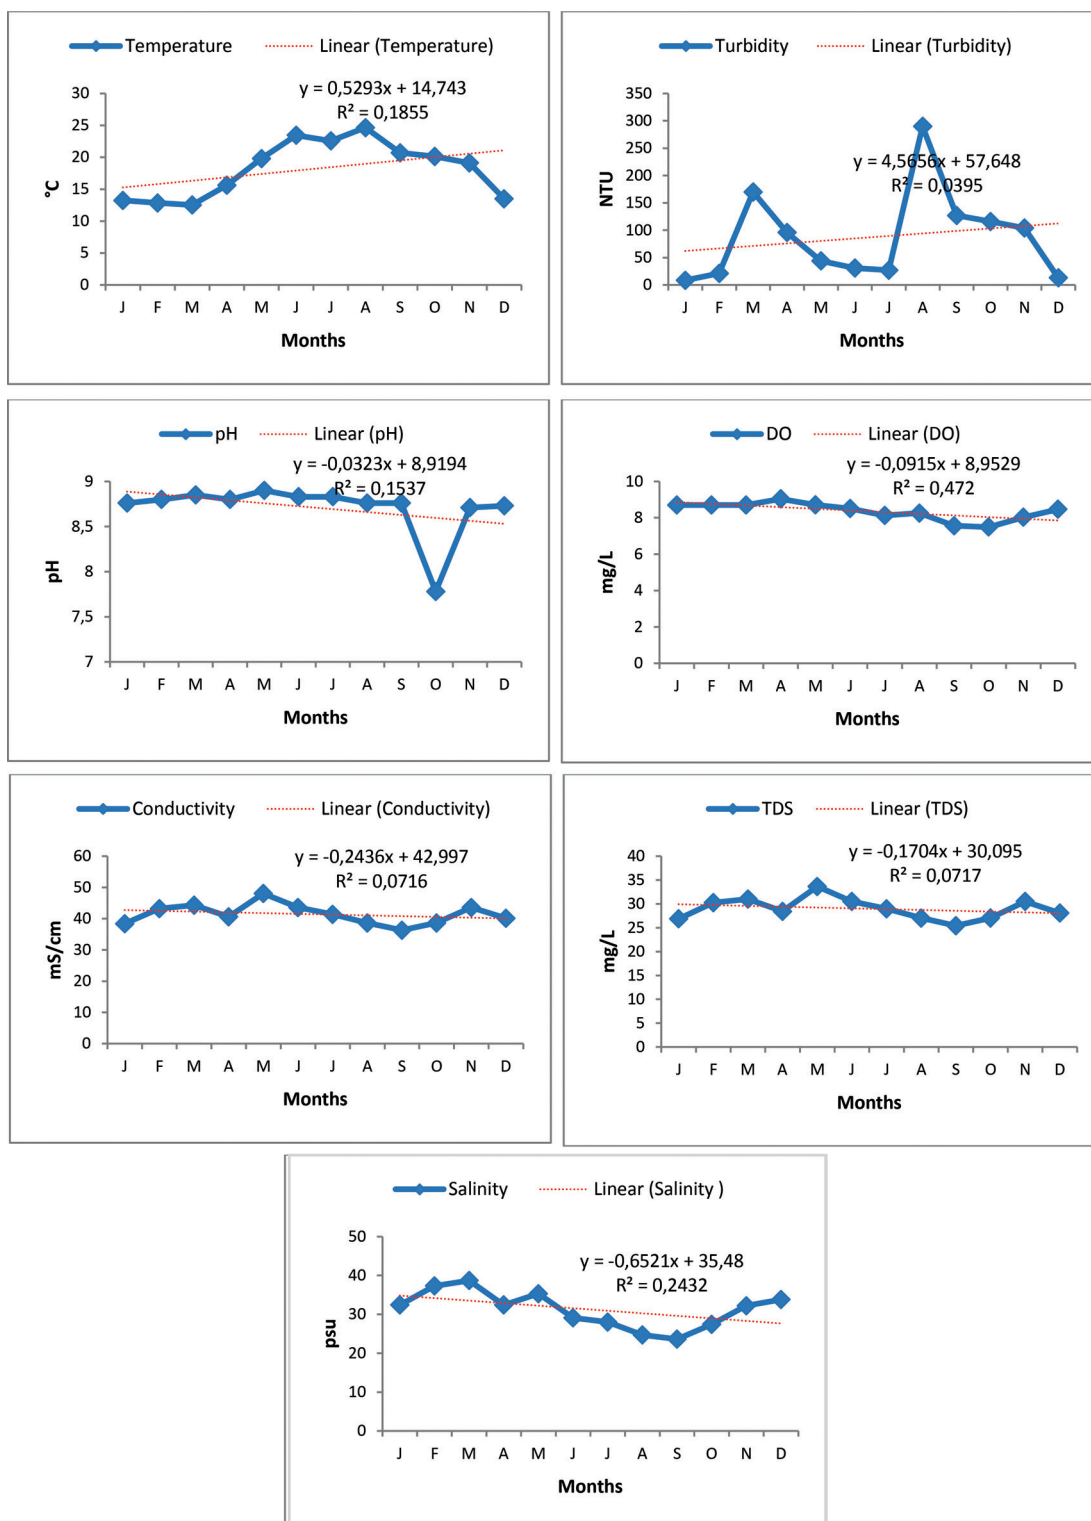 Temperature Linear (Temperature)
y = 0,5293x + 14,743
R² = 0,1855
30
25
20
15
10
5
0
°C
J F M A M J J A S O N D
Months
Turbidity Linear (Turbidity)
y = 4,5656x + 57,648
R² = 0,0395
350
300
250
200
150
100
50
0
NTU
J F M A M J J A S O N D
Months
pH Linear (pH)
y = -0,0323x + 8,9194
R² = 0,1537
9
8,5
8
7,5
7
pH
J F M A M J J A S O N D
Months
DO Linear (DO)
y = -0,0915x + 8,9529
R² = 0,472
10
8
6
4
2
0
mg/L
J F M A M J J A S O N D
Months
Conductivity Linear (Conductivity)
y = -0,2436x + 42,997
R² = 0,0716
60
50
40
30
20
10
0
mS/cm
J F M A M J J A S O N D
Months
TDS Linear (TDS)
y = -0,1704x + 30,095
R² = 0,0717
40
35
30
25
20
15
10
5
0
mg/L
J F M A M J J A S O N D
Months
Salinity Linear (Salinity )
y = -0,6521x + 35,48
R² = 0,2432
50
40
30
20
10
0
psu
J F M A M J J A S O N D
Months